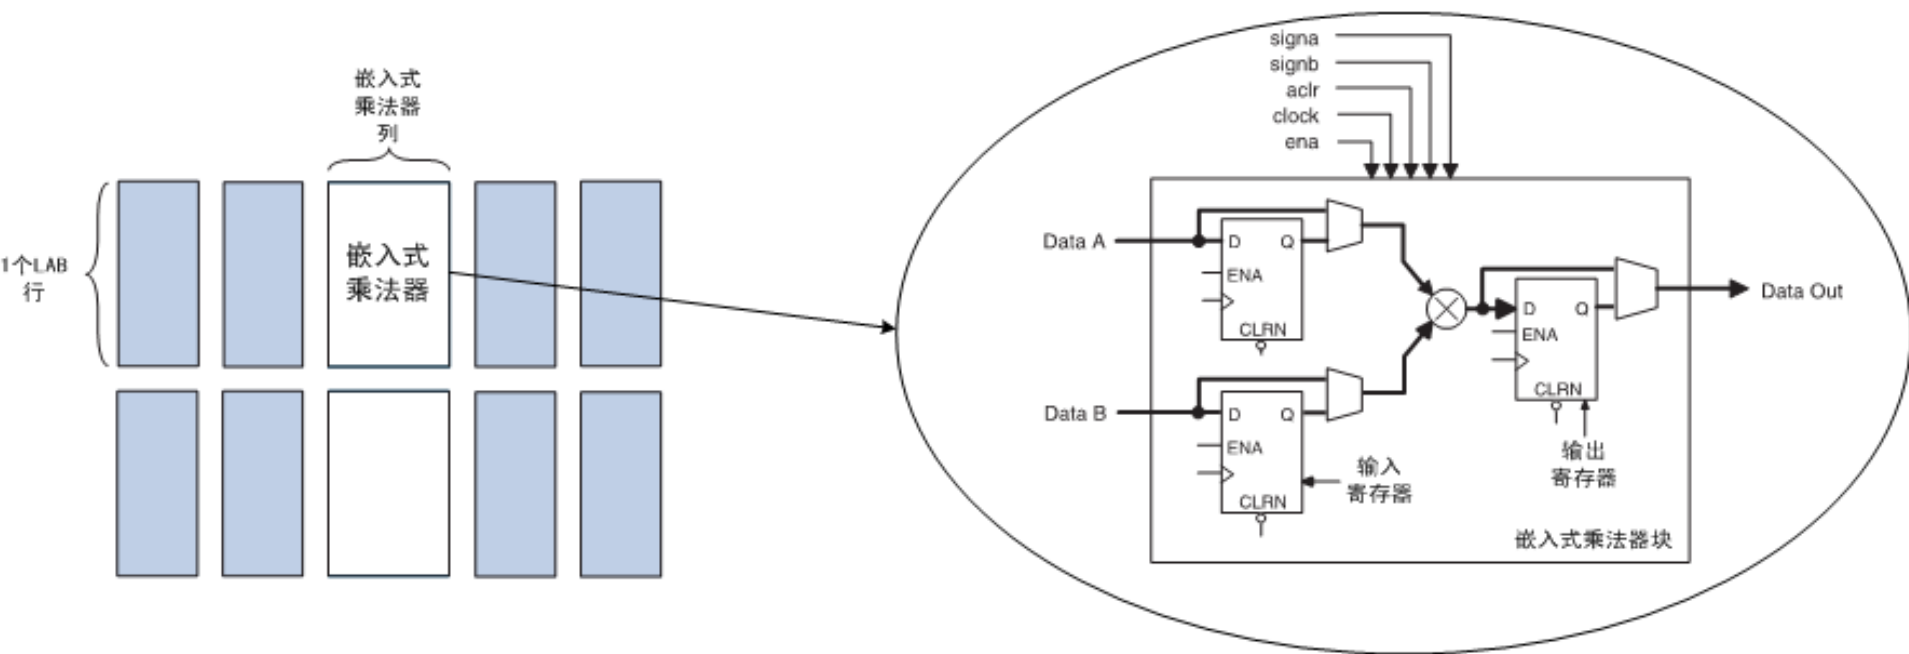 嵌入式
乘法器
列
1个LAB
行
嵌入式
乘法器
signa
signb
aclr
clock
ena
Data A
D Q
ENA
CLRN
Data B
D Q
ENA
CLRN
输入
寄存器
D Q
ENA
CLRN
输出
寄存器
Data Out
嵌入式乘法器块